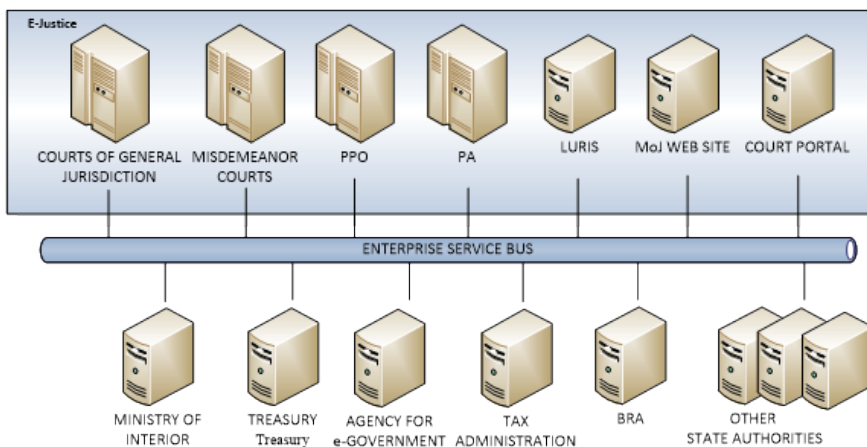 E-Justice
COURTS OF GENERAL
JURISDICTION
MISDEMEANOR
COURTS
PPO
PA
LURIS
MoJ WEB SITE
COURT PORTAL
ENTERPRISE SERVICE BUS
MINISTRY OF
INTERIOR
TREASURY
Treasury
AGENCY FOR
e-GOVERNMENT
TAX
ADMINISTRATION
BRA
OTHER
STATE AUTHORITIES